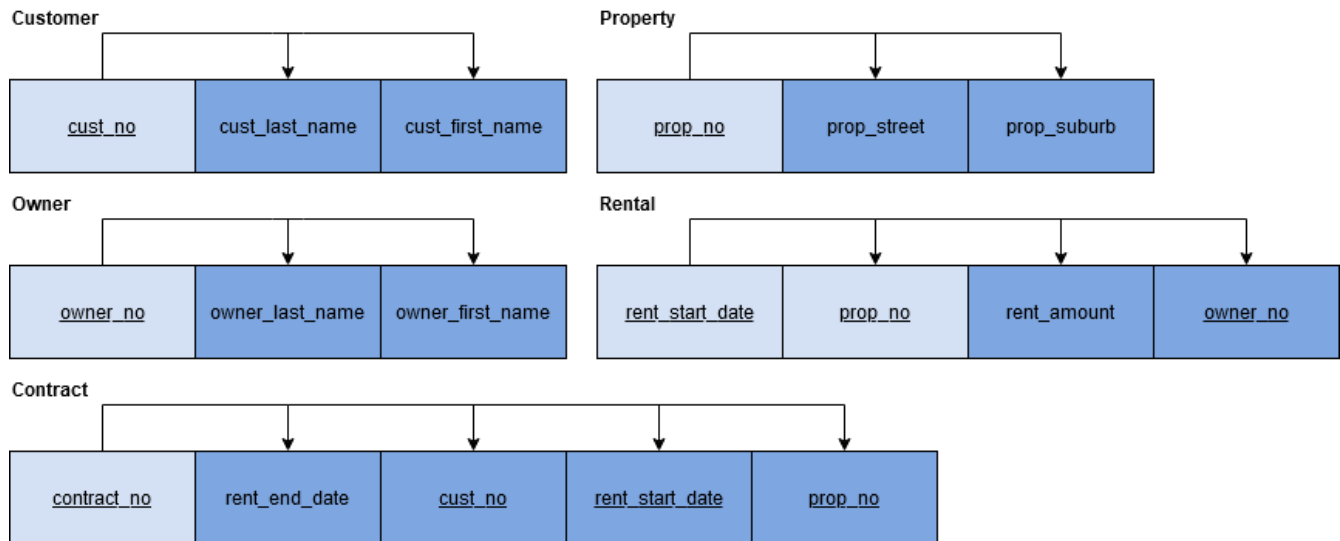 Customer
cust_no cust_last_name cust_first_name
Property
prop_no prop_street prop_suburb
Owner
owner_no owner_last_name owner_first_name
Rental
rent_start_date prop_no rent_amount owner_no
Contract
contract_no rent_end_date cust_no rent_start_date prop_no